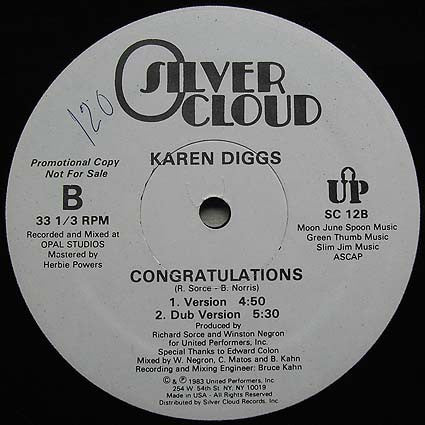 SILVER
CLOUD
120
KAREN DIGGS
Promotional Copy
Not For Sale
B
33 1/3 RPM
Recorded and Mixed at
OPAL STUDIOS
Mastered by
Herbie Powers
UP
SC 12B
Moon June Spoon Music
Green Thumb Music
Slim Jim Music
ASCAP
CONGRATULATIONS
(R. Sorce - B. Norris)
1. Version 4:50
2. Dub Version 5:30
Produced by
Richard Sorce and Winston Negron
for United Performers, Inc.
Special Thanks to Edward Colon
Mixed by W. Negron, C. Matos and B. Kahn
Recording and Mixing Engineer: Bruce Kahn
© & ℗ 1983 United Performers, Inc
254 W. 54th St. NY, NY 10019
Made in USA - All Rights Reserved
Distributed by Silver Cloud Records, Inc.